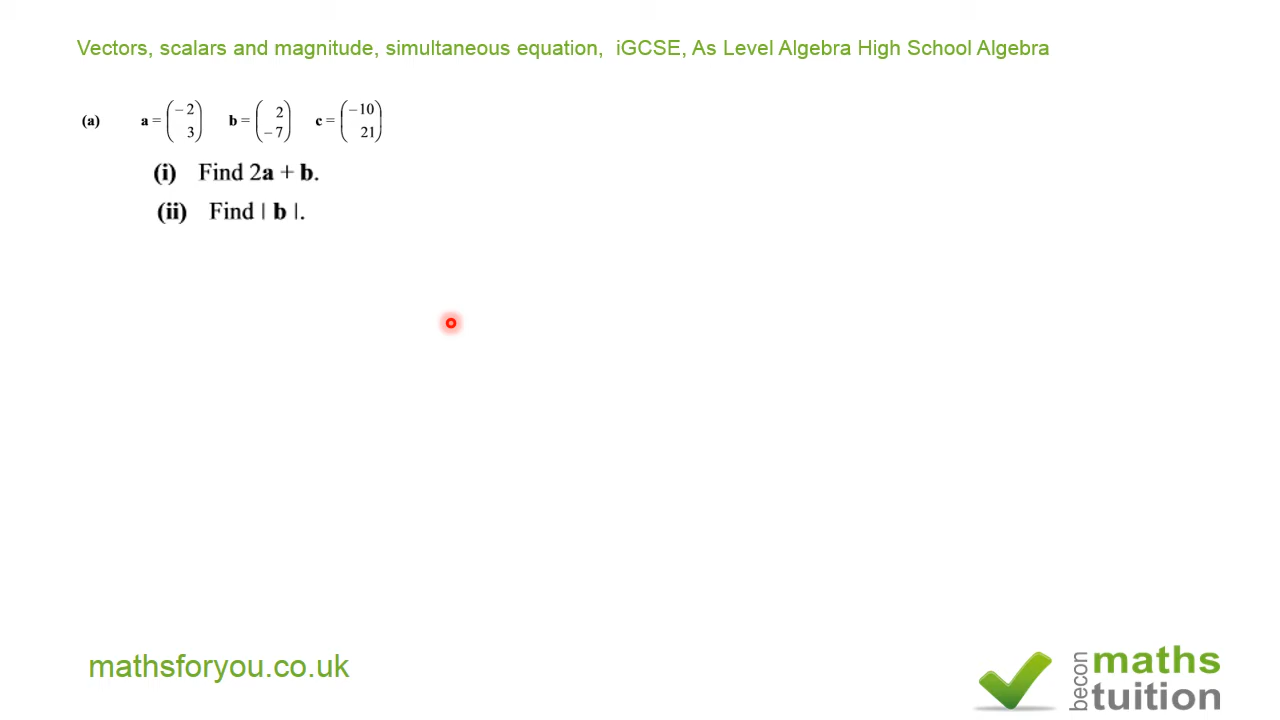 Vectors, scalars and magnitude, simultaneous equation,  iGCSE, As Level Algebra High School Algebra
(a) a = (−2 3) b = (2 −7) c = (−10 21)
(i) Find 2a + b.
(ii) Find | b |.
mathsforyou.co.uk
becon maths tuition